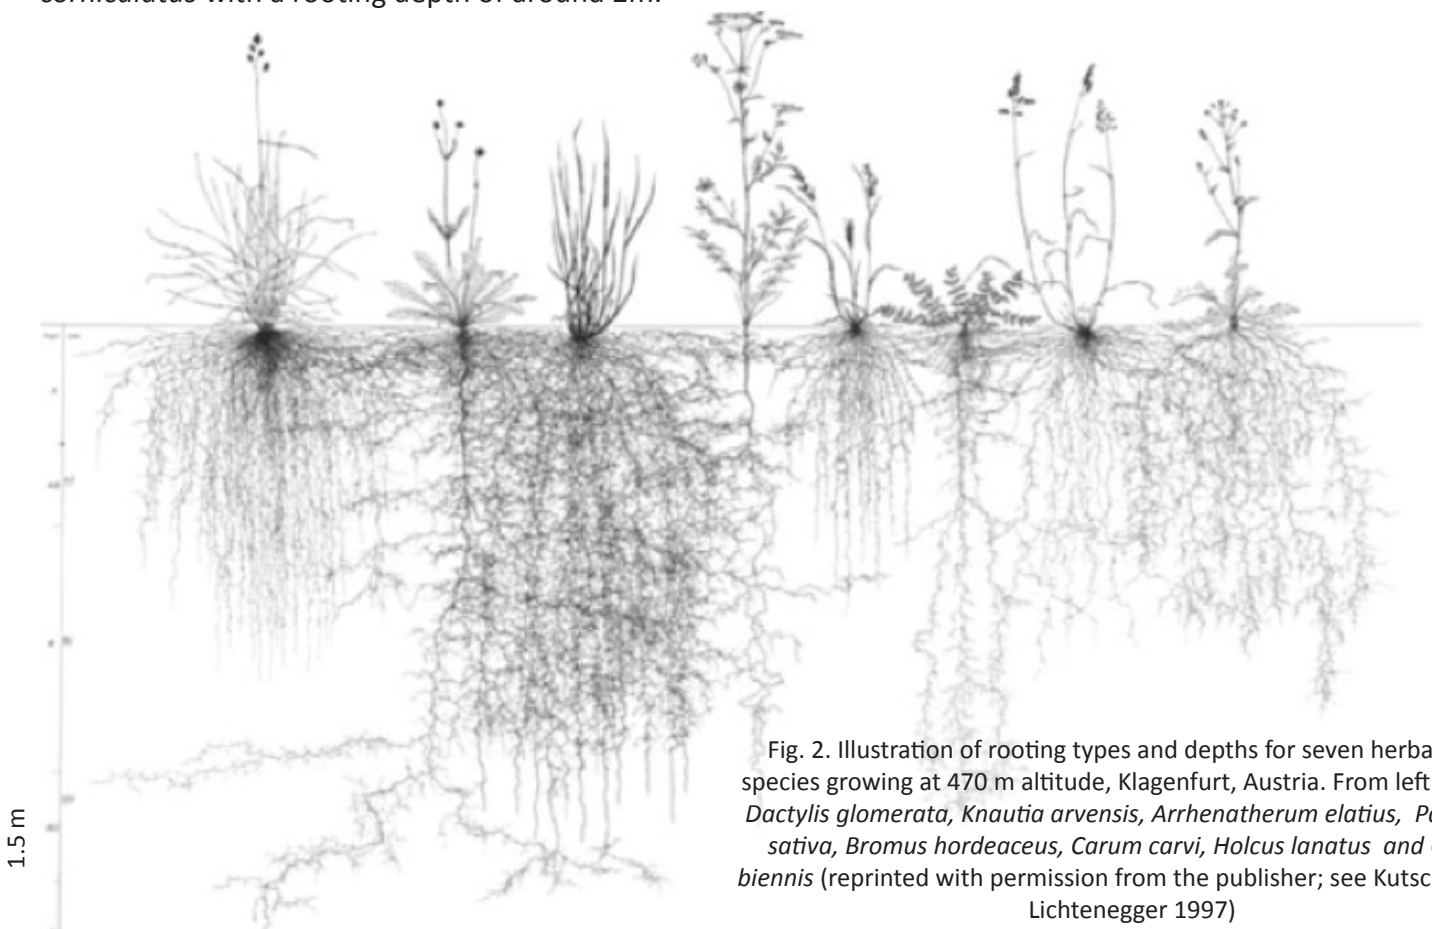 corniculatus with a rooting depth of around 2m.
1.5 m
Fig. 2. Illustration of rooting types and depths for seven herba
species growing at 470 m altitude, Klagenfurt, Austria. From left
Dactylis glomerata, Knautia arvensis, Arrhenatherum elatius, Pa
sativa, Bromus hordeaceus, Carum carvi, Holcus lanatus and
biennis (reprinted with permission from the publisher; see Kutsc
Lichtenegger 1997)